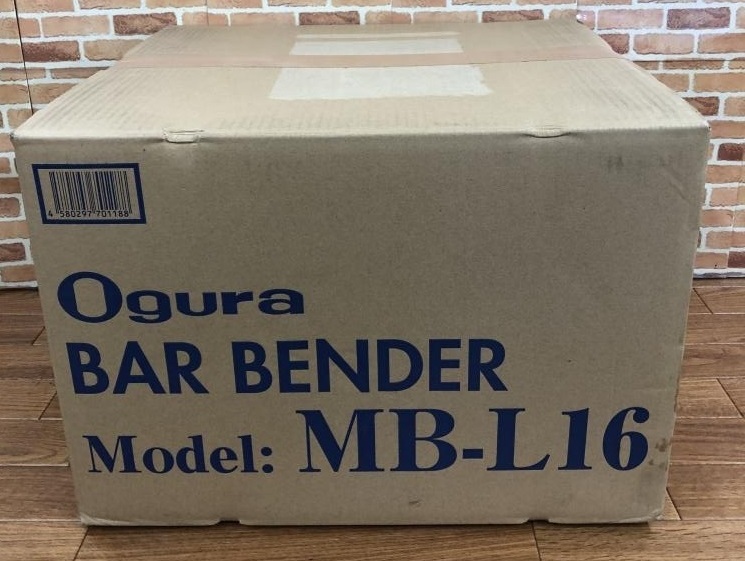 4 580297 701188
Ogura
BAR BENDER
Model: MB-L16